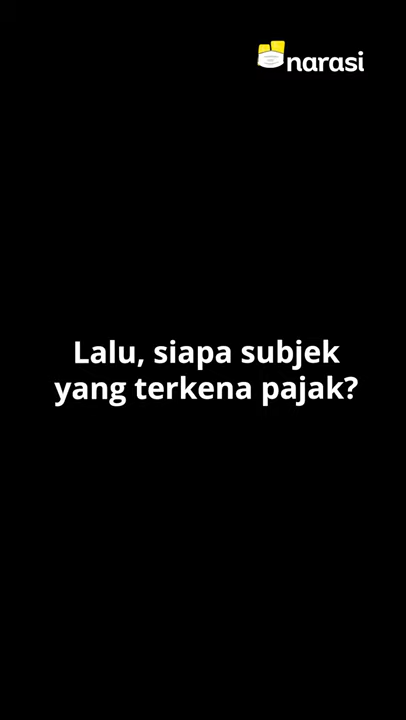 narasi
Lalu, siapa subjek
yang terkena pajak?